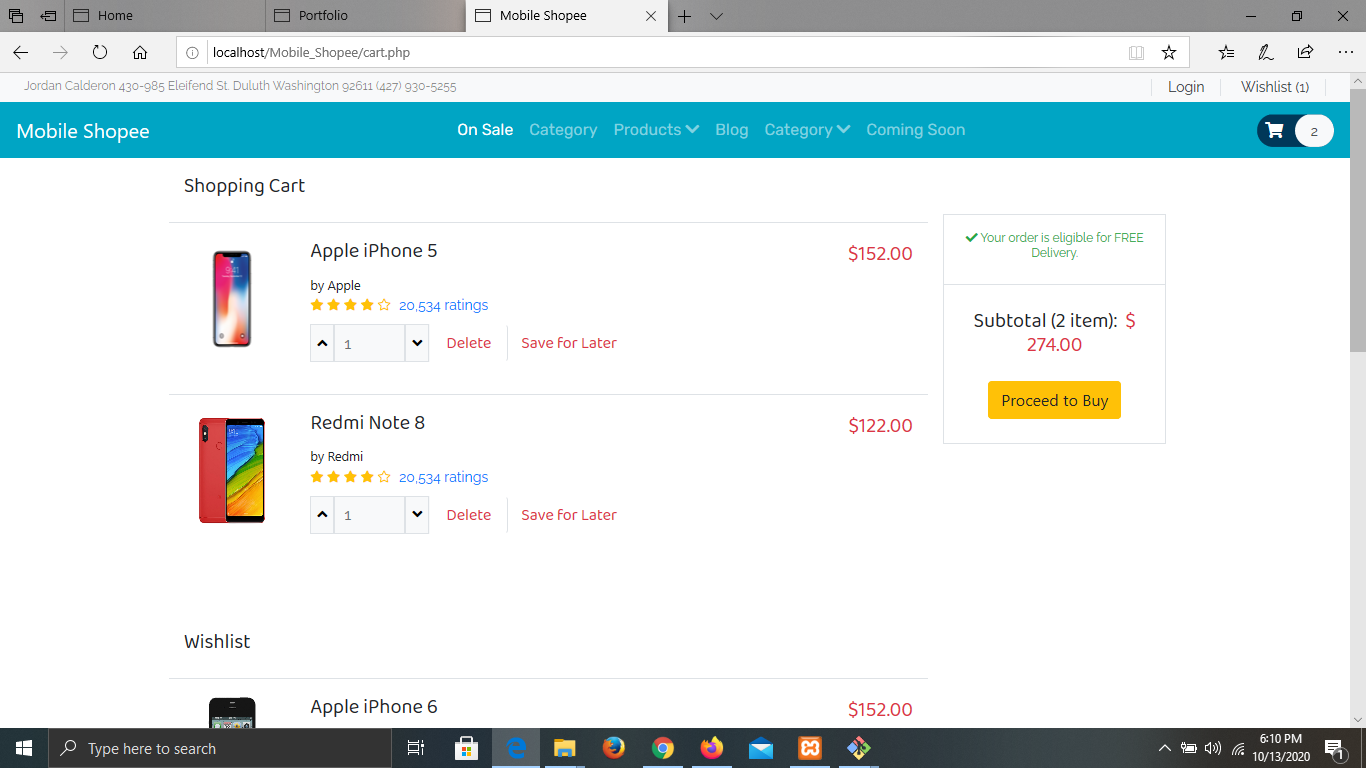 Home
Portfolio
Mobile Shopee
localhost/Mobile_Shopee/cart.php
Jordan Calderon 430-985 Eleifend St. Duluth Washington 92611 (427) 930-5255
Login
Wishlist (1)
Mobile Shopee
On Sale
Category
Products
Blog
Category
Coming Soon
2
Shopping Cart
Apple iPhone 5
$152.00
by Apple
20,534 ratings
1
Delete
Save for Later
Redmi Note 8
$122.00
by Redmi
20,534 ratings
1
Delete
Save for Later
Your order is eligible for FREE
Delivery.
Subtotal (2 item): $
274.00
Proceed to Buy
Wishlist
Apple iPhone 6
$152.00
Type here to search
6:10 PM
10/13/2020
1